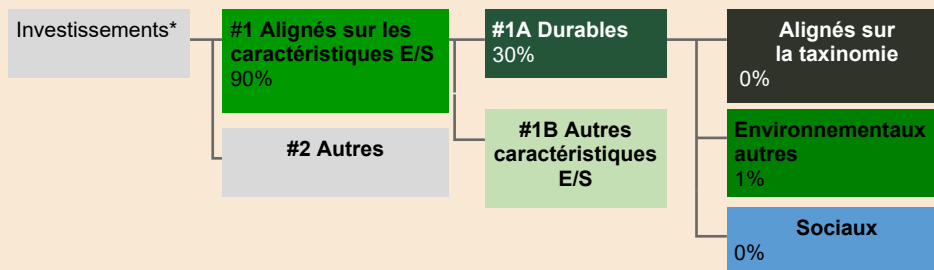 Investissements*
#1 Alignés sur les
caractéristiques E/S
90%
#2 Autres
#1A Durables
30%
#1B Autres
caractéristiques
E/S
Alignés sur
la taxinomie
0%
Environnementaux
autres
1%
Sociaux
0%